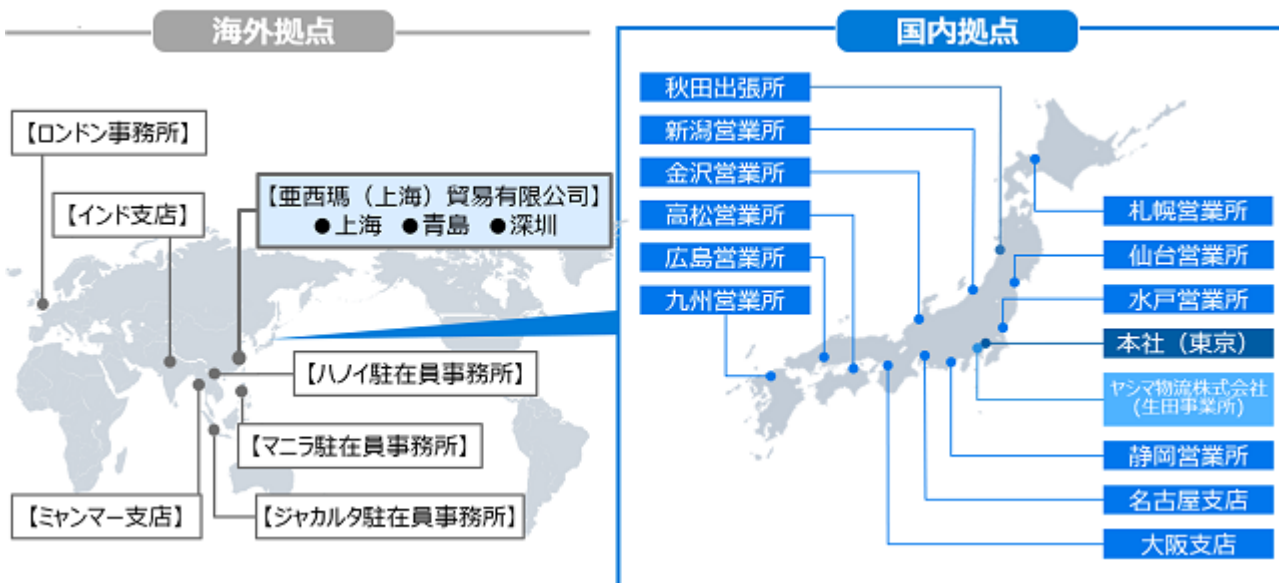 海外拠点
【ロンドン事務所】
【インド支店】
【亜西瑪（上海）貿易有限公司】
●上海 ●青島 ●深圳
【ハノイ駐在員事務所】
【マニラ駐在員事務所】
【ミャンマー支店】
【ジャカルタ駐在員事務所】
国内拠点
秋田出張所
新潟営業所
金沢営業所
高松営業所
広島営業所
九州営業所
札幌営業所
仙台営業所
水戸営業所
本社（東京）
ヤシマ物流株式会社
(生田事業所)
静岡営業所
名古屋支店
大阪支店